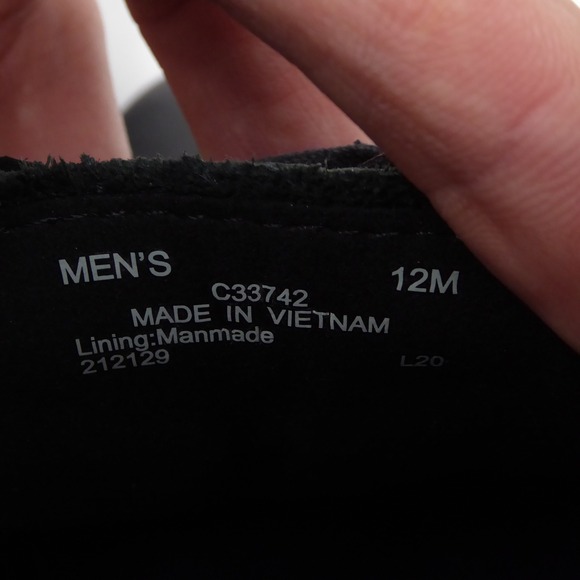 MEN'S 12M
C33742
MADE IN VIETNAM
Lining:Manmade
212129 L20